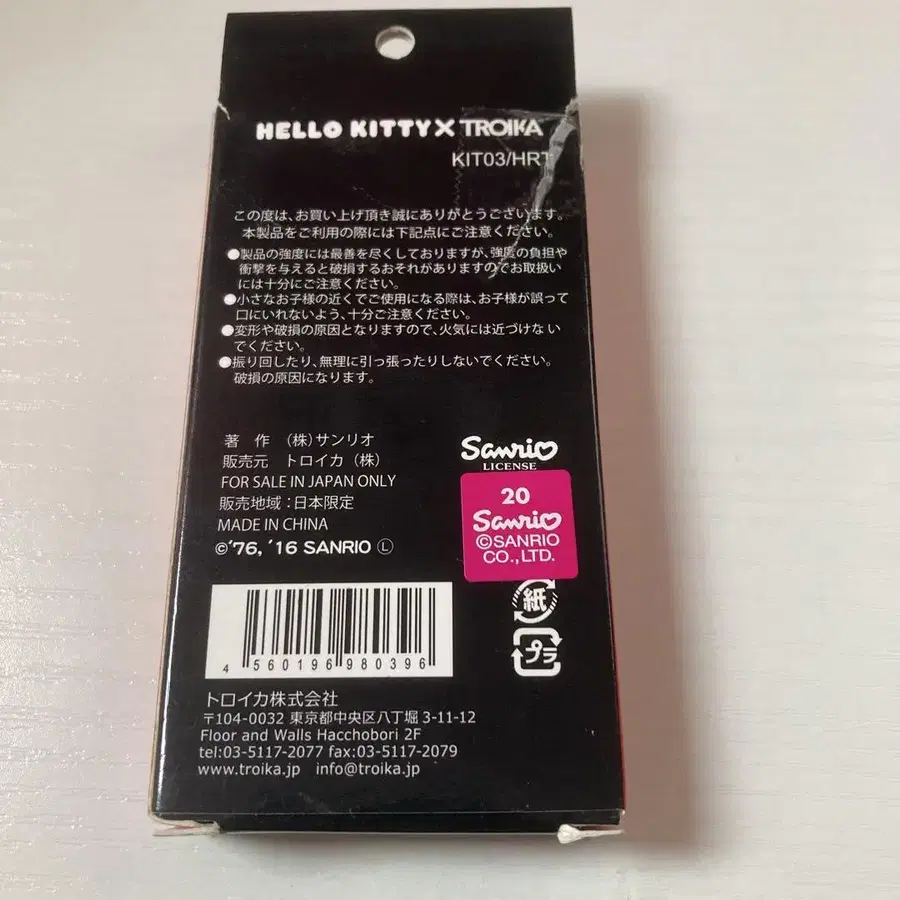 HELLO KITTY X TROIKA
KIT03/HRT
この度は、お買い上げ頂き誠にありがとうございます。
本製品をご利用の際には下記点にご注意ください。
●製品の強度には最善を尽くしておりますが、強度の負担や
衝撃を与えると破損するおそれがありますのでお取扱い
には十分にご注意ください。
●小さなお子様の近くでご使用になる際は、お子様が誤って
口にいれないよう、十分ご注意ください。
●変形や破損の原因となりますので、火気には近づけない
でください。
●振り回したり、無理に引っ張ったりしないでください。
破損の原因になります。
著 作 （株）サンリオ
販売元 トロイカ（株）
FOR SALE IN JAPAN ONLY
販売地域：日本限定
MADE IN CHINA
©'76, '16 SANRIO Ⓛ
Sanrio
LICENSE
20
Sanrio
©SANRIO
CO.,LTD.
紙
プラ
4 560196 980396
トロイカ株式会社
〒104-0032 東京都中央区八丁堀 3-11-12
Floor and Walls Hacchobori 2F
tel:03-5117-2077 fax:03-5117-2079
www.troika.jp info@troika.jp